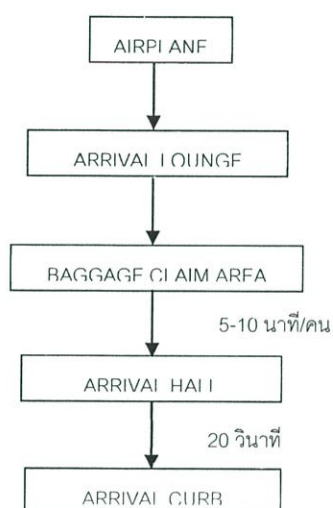 AIRPLANE
ARRIVAL LOUNGE
BAGGAGE CLAIM AREA
5-10 นาที/คน
ARRIVAL HALL
20 วินาที
ARRIVAL CURB